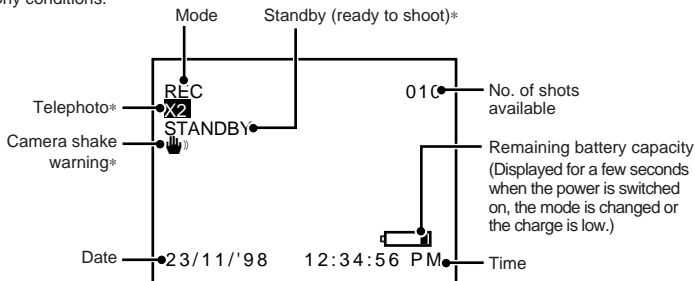 ony conditions.
Mode
Standby (ready to shoot)*
REC
010
No. of shots
available
Telephoto*
X2
STANDBY
Camera shake
warning*
Remaining battery capacity
(Displayed for a few seconds
when the power is switched
on, the mode is changed or
the charge is low.)
Date
23/11/'98
12:34:56 PM
Time